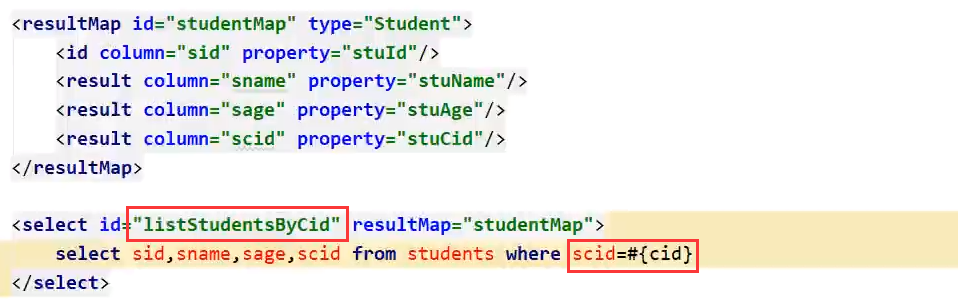 <resultMap id="studentMap" type="Student">
    <id column="sid" property="stuId"/>
    <result column="sname" property="stuName"/>
    <result column="sage" property="stuAge"/>
    <result column="scid" property="stuCid"/>
</resultMap>
<select id="listStudentsByCid" resultMap="studentMap">
    select sid,sname,sage,scid from students where scid=#{cid}
</select>